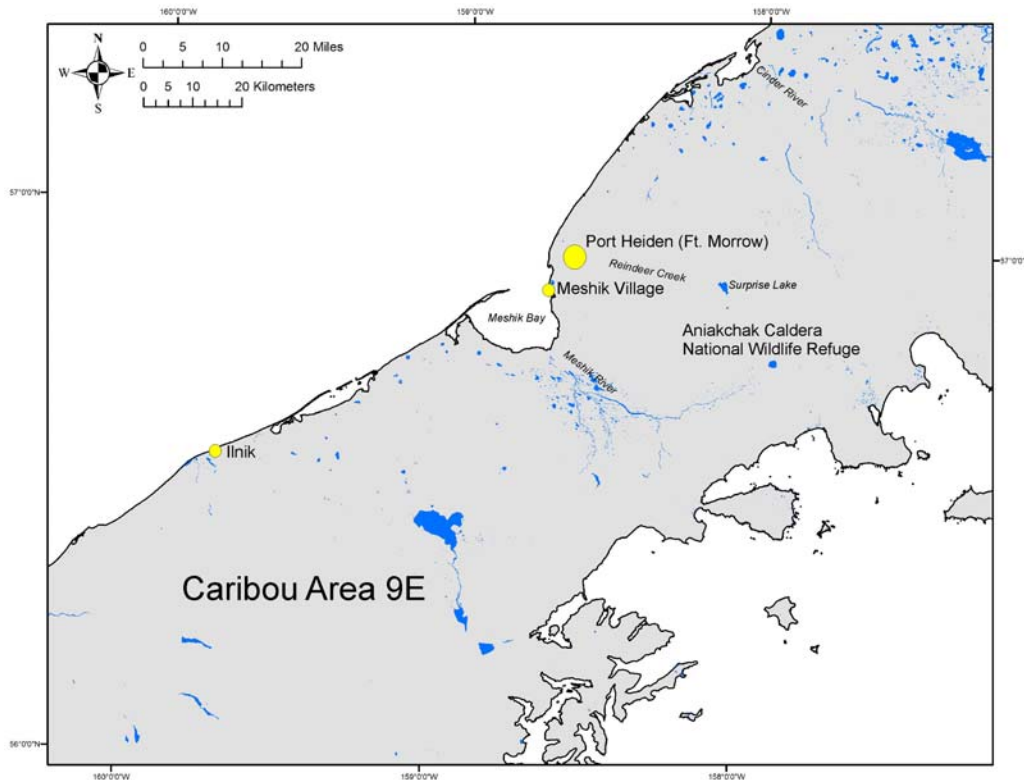 160°0'0"W 159°0'0"W 158°0'0"W
N
W E
S
0 5 10 20 Miles
0 5 10 20 Kilometers
Cinder River
57°0'0"N
Port Heiden (Ft. Morrow)
Reindeer Creek
57°0'0"N
Meshik Village
Surprise Lake
Meshik Bay
Aniakchak Caldera
National Wildlife Refuge
Meshik River
Ilnik
Caribou Area 9E
56°0'0"N
160°0'0"W 159°0'0"W 158°0'0"W